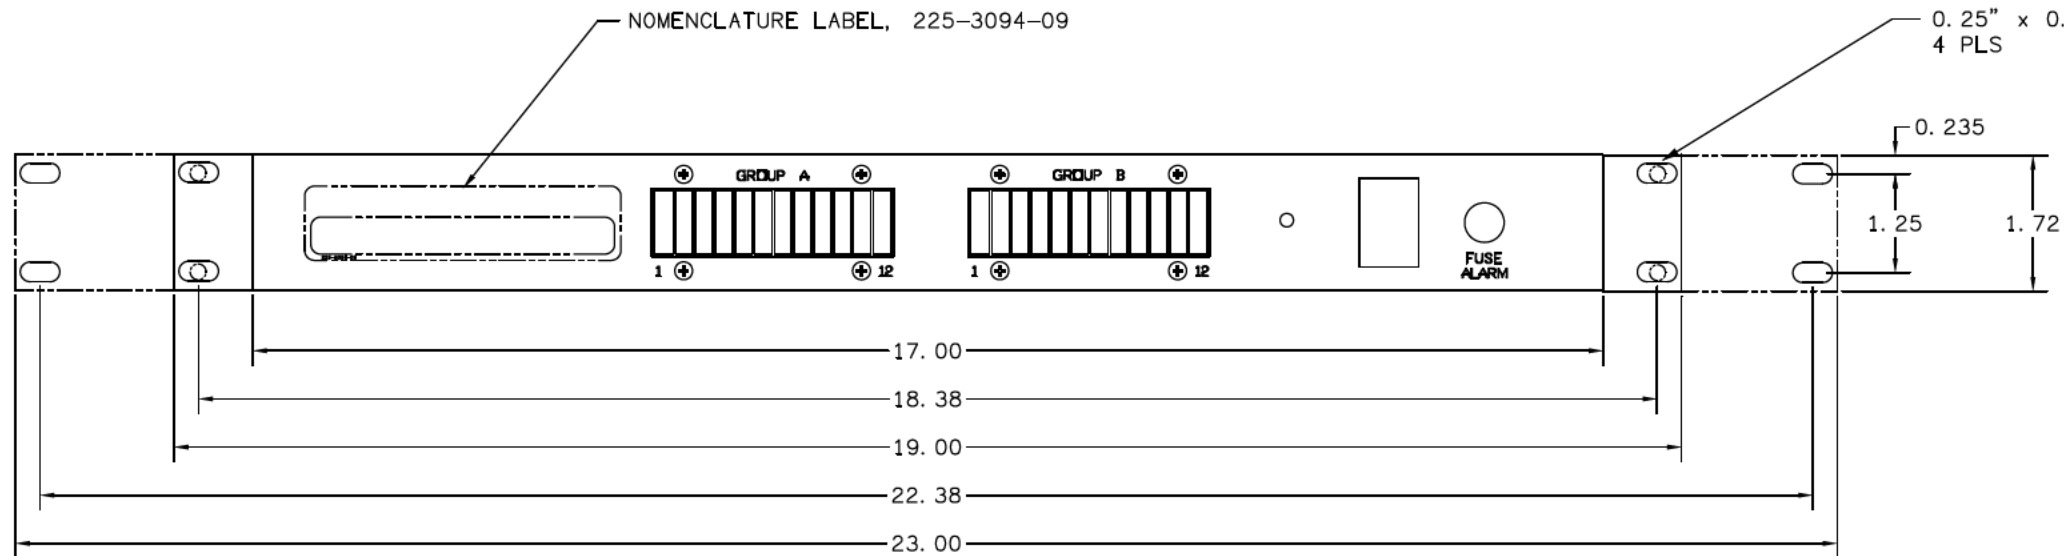 NOMENCLATURE LABEL, 225-3094-09
0.25" x 0.
4 PLS
0.235
GROUP A
GROUP B
1.25
1.72
1
12
1
12
FUSE
ALARM
17.00
18.38
19.00
22.38
23.00